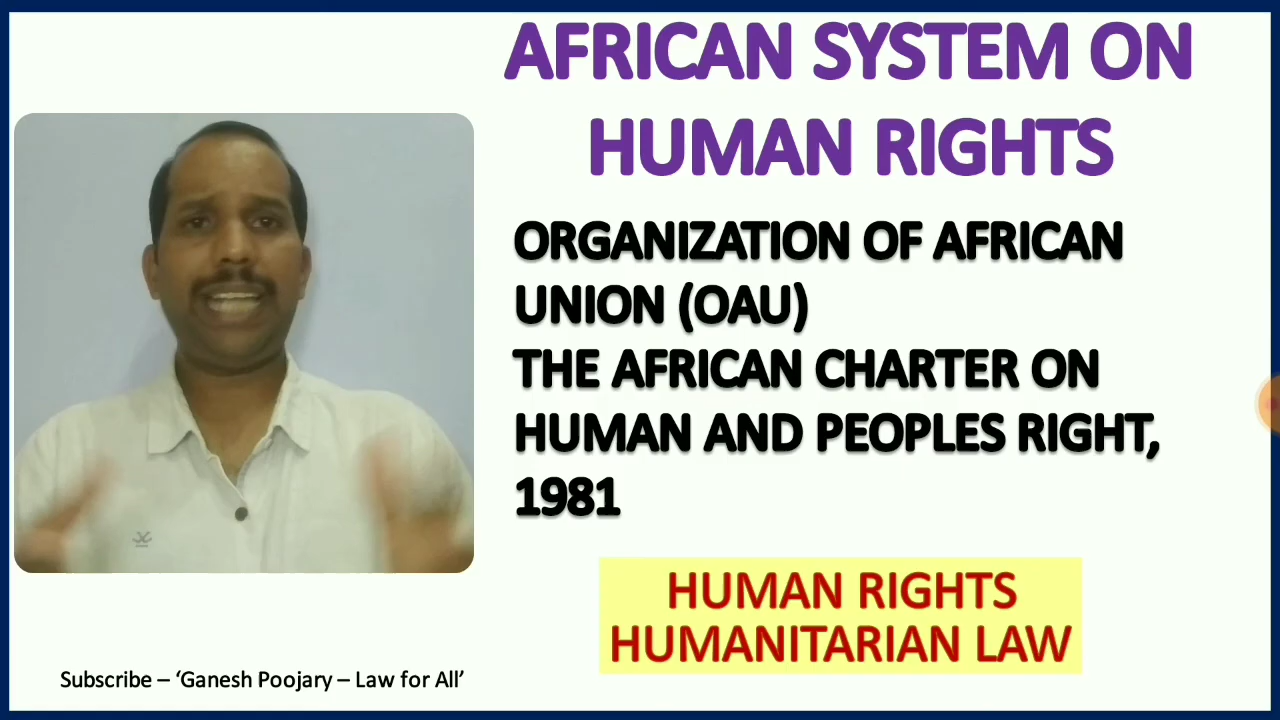 AFRICAN SYSTEM ON
HUMAN RIGHTS
ORGANIZATION OF AFRICAN
UNION (OAU)
THE AFRICAN CHARTER ON
HUMAN AND PEOPLES RIGHT,
1981
HUMAN RIGHTS
HUMANITARIAN LAW
Subscribe – ‘Ganesh Poojary – Law for All’